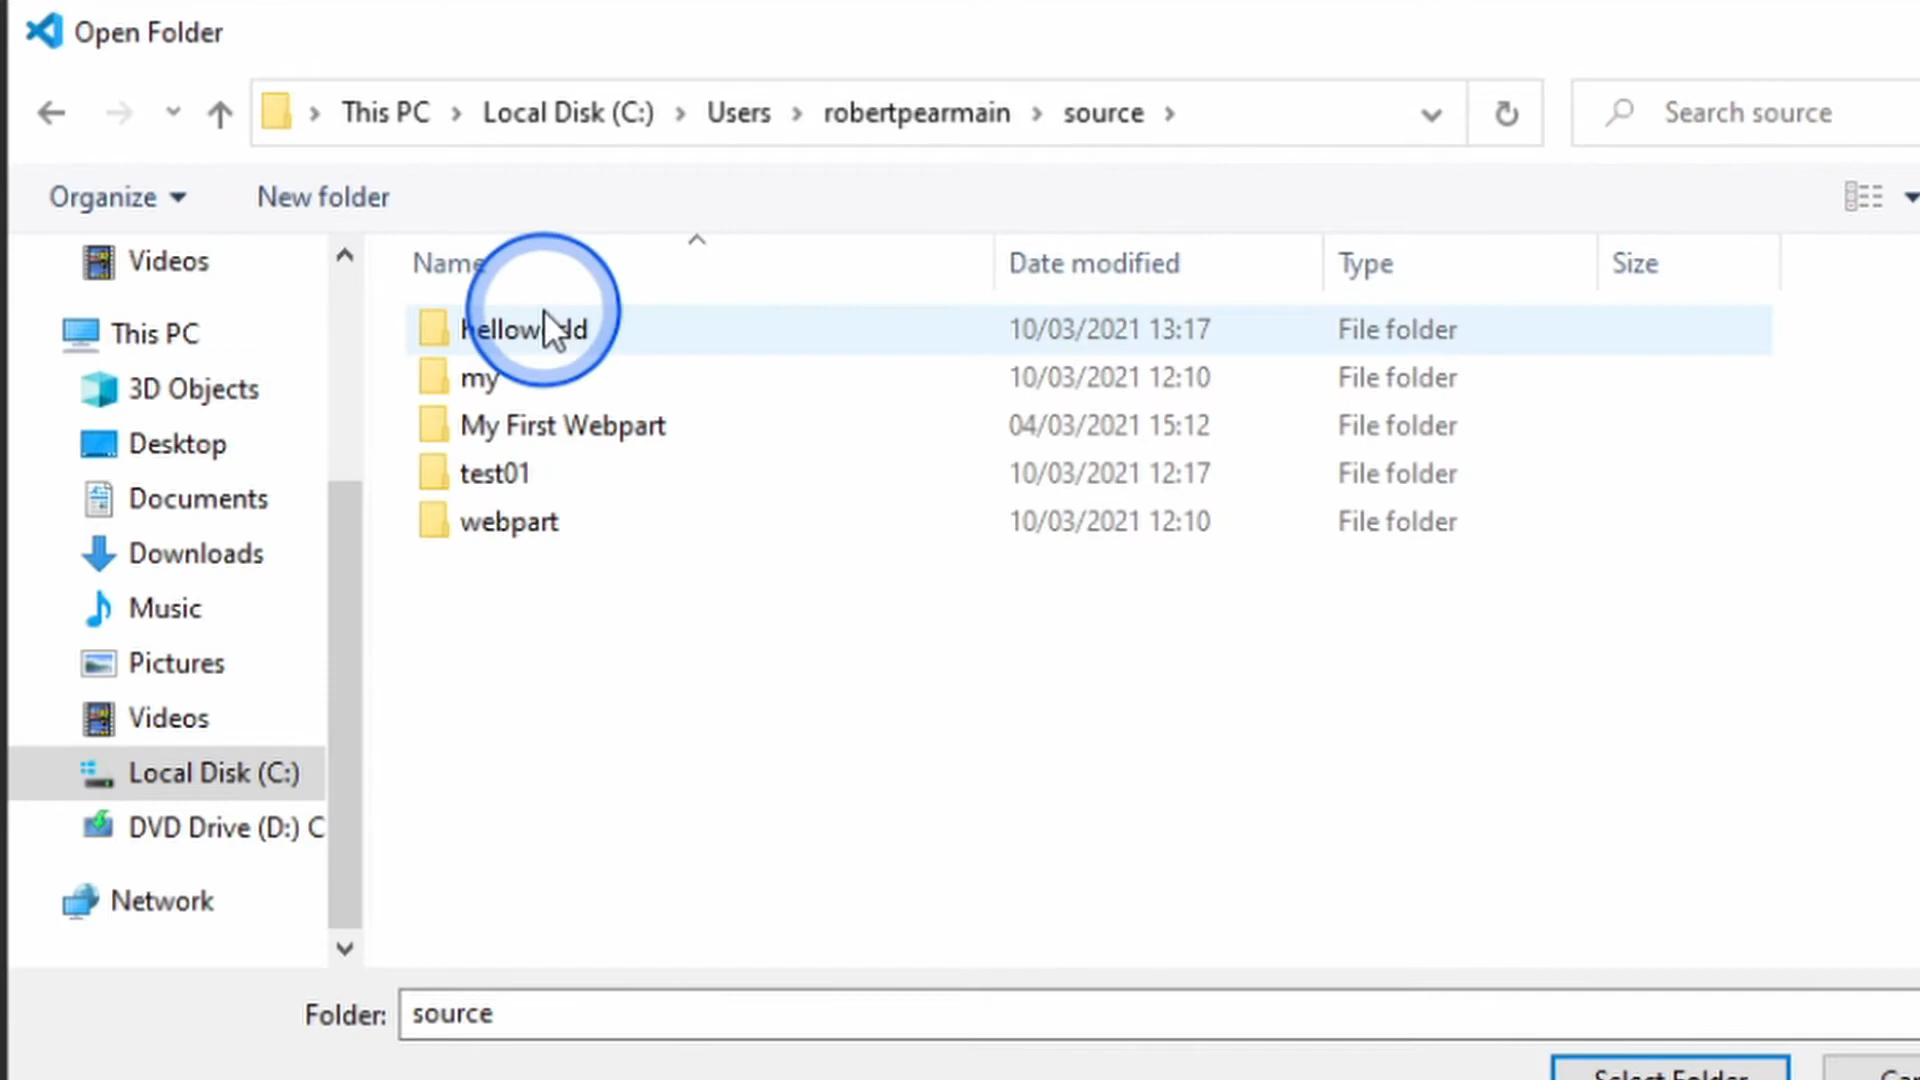 Open Folder
This PC > Local Disk (C:) > Users > robertpearmain > source >
Search source
Organize
New folder
Name
Date modified
Type
Size
helloworld 10/03/2021 13:17 File folder
my 10/03/2021 12:10 File folder
My First Webpart 04/03/2021 15:12 File folder
test01 10/03/2021 12:17 File folder
webpart 10/03/2021 12:10 File folder
Videos
This PC
3D Objects
Desktop
Documents
Downloads
Music
Pictures
Videos
Local Disk (C:)
DVD Drive (D:) C
Network
Folder: source
Select Folder